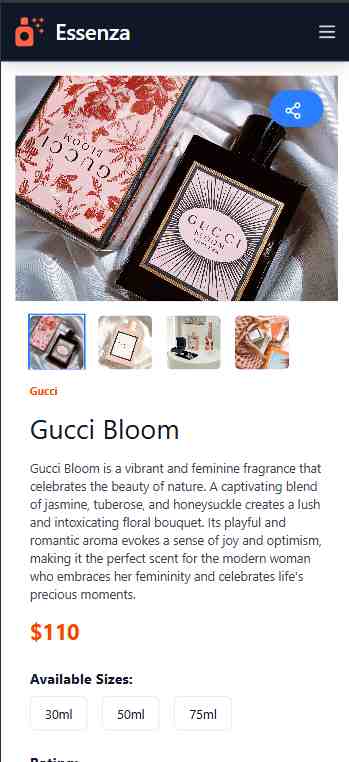 Essenza
GUCCI
GUCCI
BLOOM
Gucci
Gucci Bloom
Gucci Bloom is a vibrant and feminine fragrance that
celebrates the beauty of nature. A captivating blend
of jasmine, tuberose, and honeysuckle creates a lush
and intoxicating floral bouquet. Its playful and
romantic aroma evokes a sense of joy and optimism,
making it the perfect scent for the modern woman
who embraces her femininity and celebrates life's
precious moments.
$110
Available Sizes:
30ml
50ml
75ml